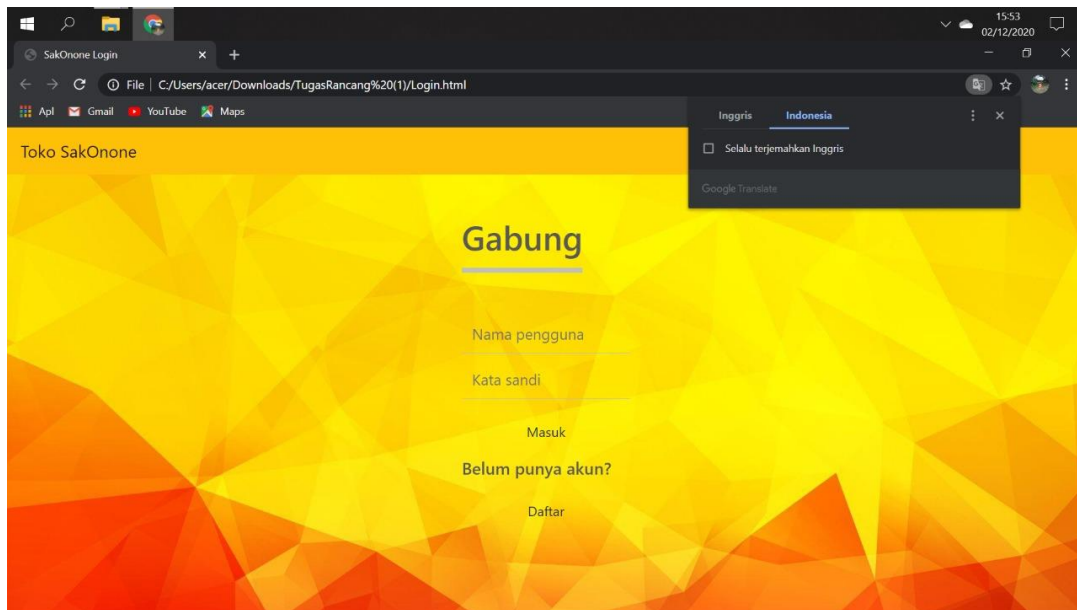 15:53
02/12/2020
SakOnone Login
File | C:/Users/acer/Downloads/TugasRancang%20(1)/Login.html
Apl Gmail YouTube Maps
Inggris Indonesia
Selalu terjemahkan Inggris
Google Translate
Toko SakOnone
Gabung
Nama pengguna
Kata sandi
Masuk
Belum punya akun?
Daftar